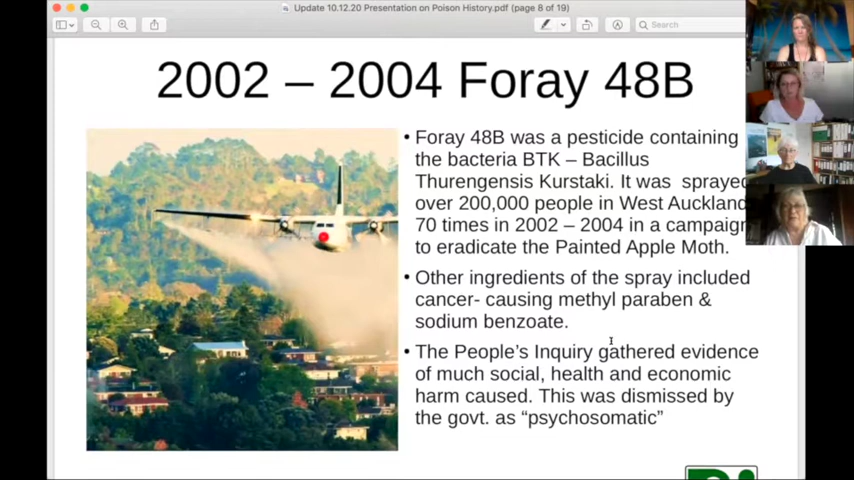 Update 10.12.20 Presentation on Poison History.pdf (page 8 of 19)
Search
2002 – 2004 Foray 48B
• Foray 48B was a pesticide containing
the bacteria BTK – Bacillus
Thurengensis Kurstaki. It was sprayed
over 200,000 people in West Auckland
70 times in 2002 – 2004 in a campaign
to eradicate the Painted Apple Moth.
• Other ingredients of the spray included
cancer- causing methyl paraben &
sodium benzoate.
• The People’s Inquiry gathered evidence
of much social, health and economic
harm caused. This was dismissed by
the govt. as “psychosomatic”